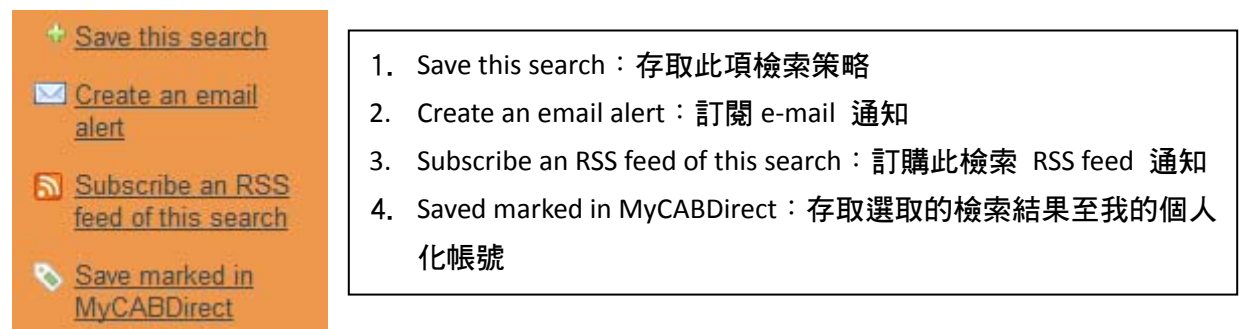 Save this search
Create an email
alert
Subscribe an RSS
feed of this search
Save marked in
MyCABDirect
1. Save this search：存取此項檢索策略
2. Create an email alert：訂閱 e-mail 通知
3. Subscribe an RSS feed of this search：訂購此檢索 RSS feed 通知
4. Saved marked in MyCABDirect：存取選取的檢索結果至我的個人
化帳號